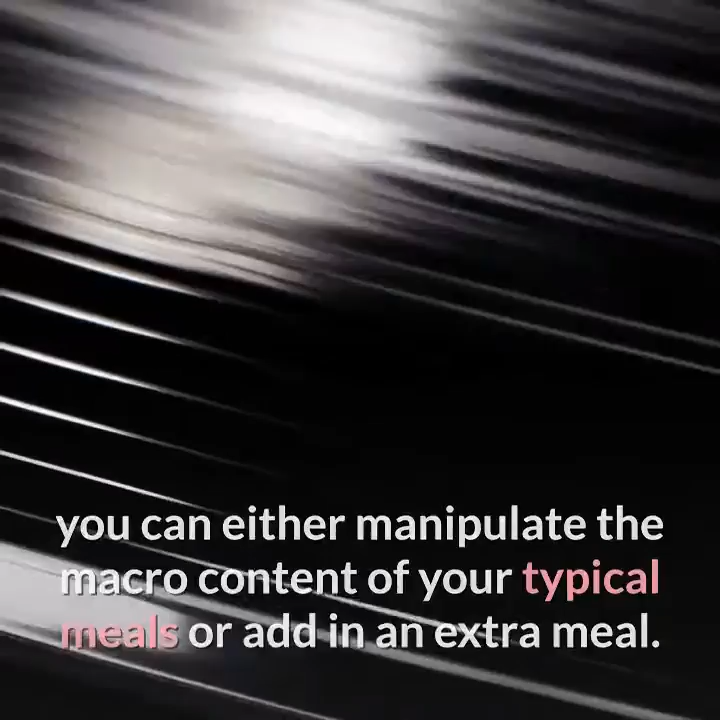 you can either manipulate the
macro content of your typical
meals or add in an extra meal.